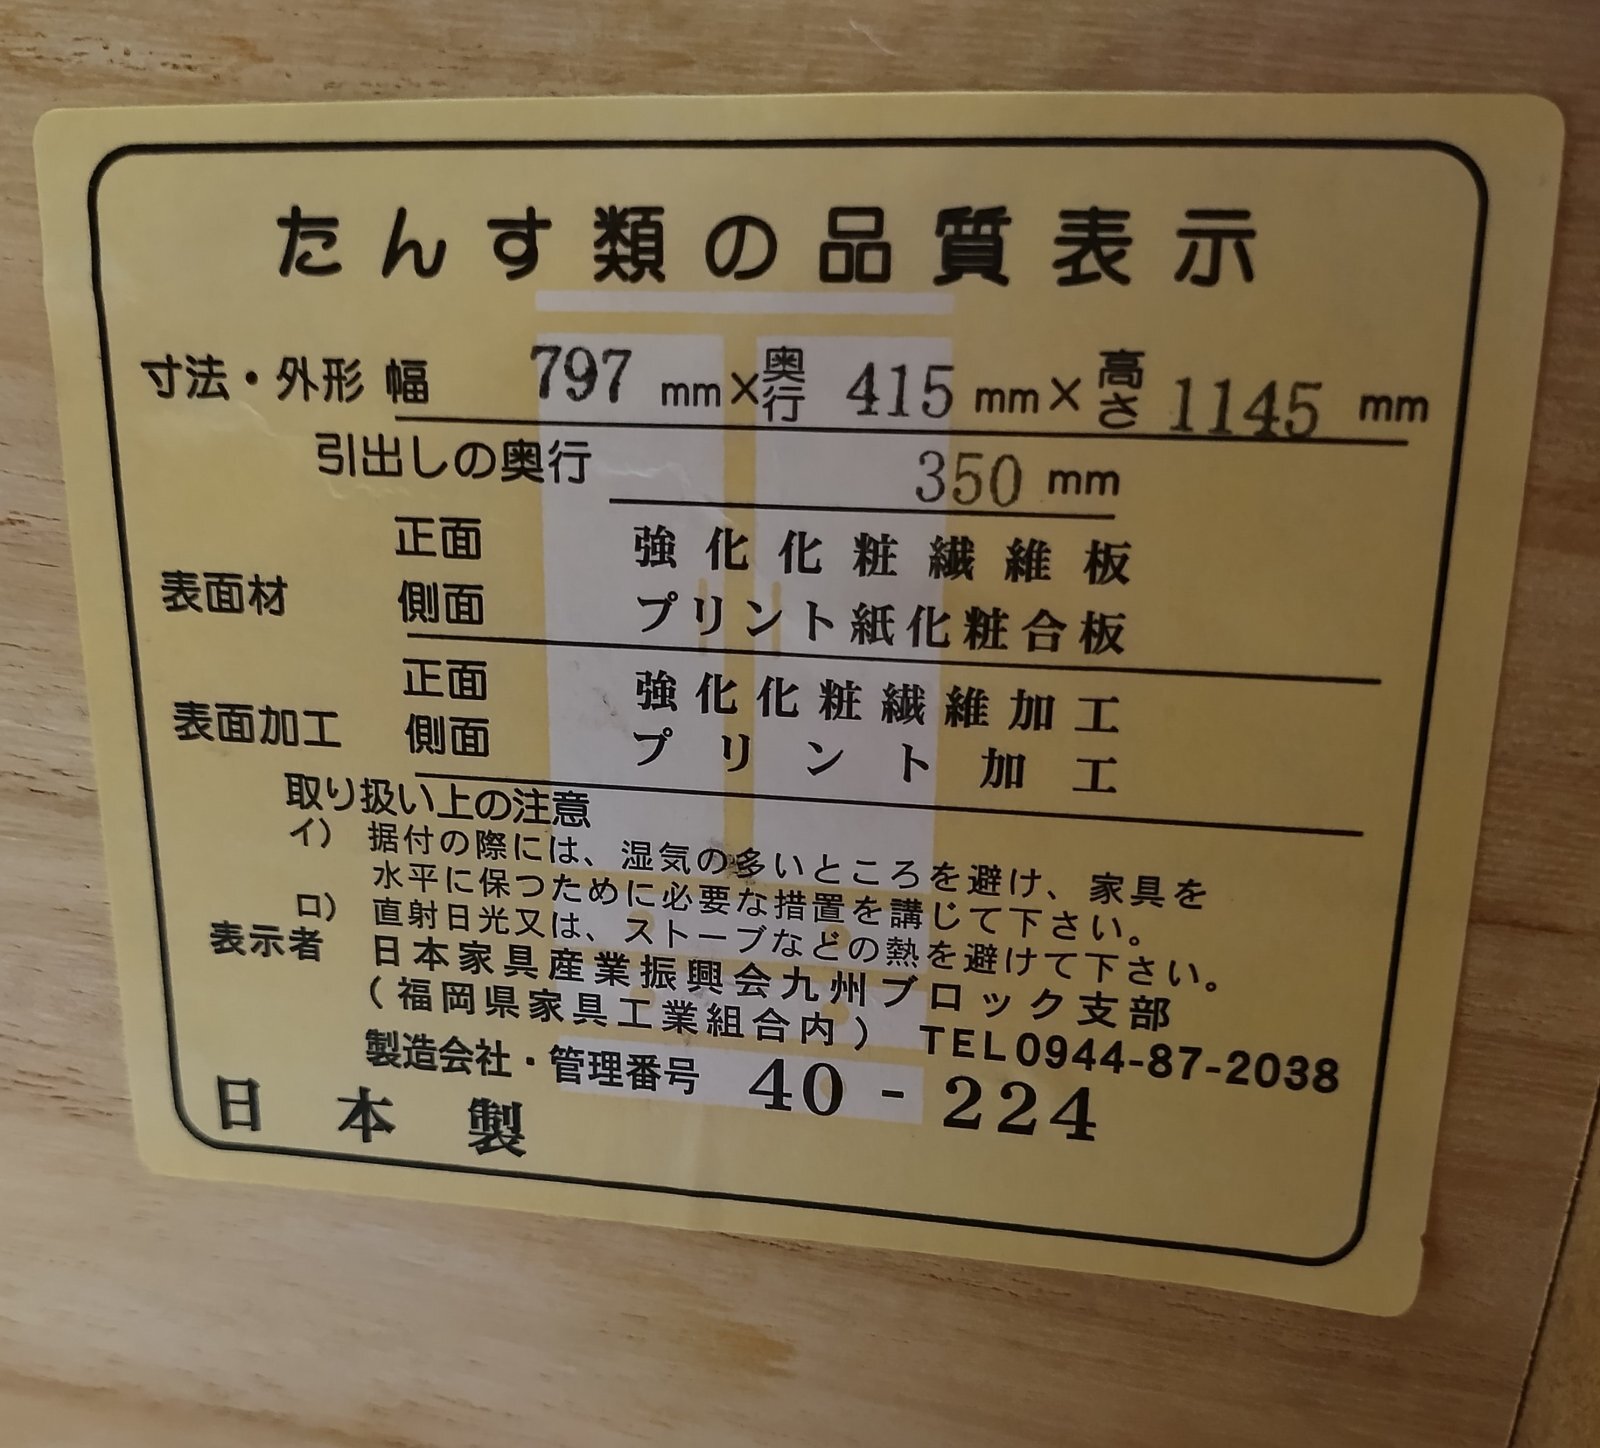 たんす類の品質表示
寸法・外形 幅 797 mm×奥行 415 mm×高さ 1145 mm
引出しの奥行 350 mm
表面材 正面 強化化粧繊維板
側面 プリント紙化粧合板
表面加工 正面 強化化粧繊維加工
側面 プリント加工
取り扱い上の注意
イ) 据付の際には、湿気の多いところを避け、家具を
水平に保つために必要な措置を講じて下さい。
ロ) 直射日光又は、ストーブなどの熱を避けて下さい。
表示者 日本家具産業振興会九州ブロック支部
(福岡県家具工業組合内) TEL0944-87-2038
製造会社・管理番号 40-224
日本製